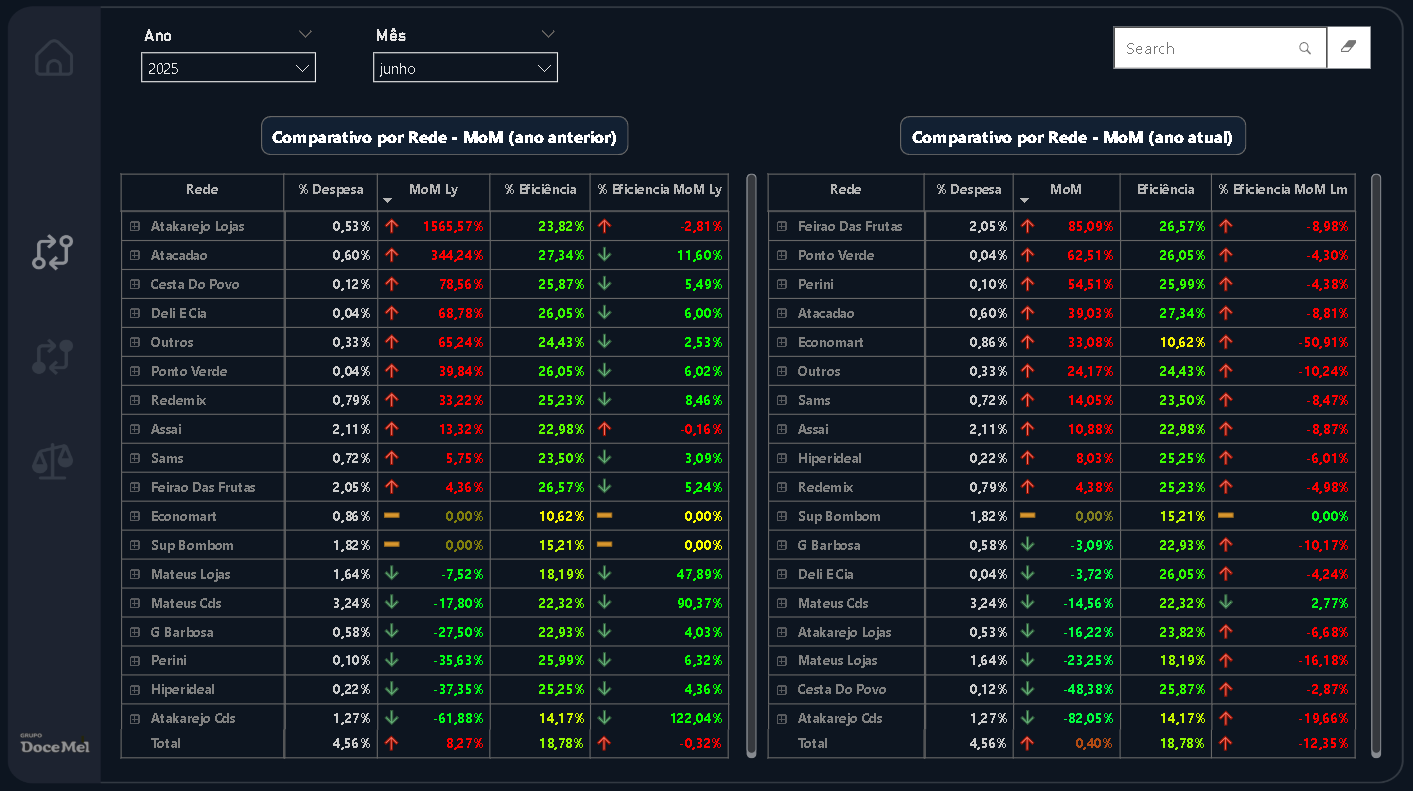 Ano
Mês
2025
junho
Search
Comparativo por Rede - MoM (ano anterior)
Comparativo por Rede - MoM (ano atual)
Rede % Despesa MoM Ly % Eficiência % Eficiencia MoM Ly
Atakarejo Lojas 0,53% 1565,57% 23,82% -2,81%
Atacadao 0,60% 344,24% 27,34% 11,60%
Cesta Do Povo 0,12% 78,56% 25,87% 5,49%
Deli E Cia 0,04% 68,78% 26,05% 6,00%
Outros 0,33% 65,24% 24,43% 2,53%
Ponto Verde 0,04% 39,84% 26,05% 6,02%
Redemix 0,79% 33,22% 25,23% 8,46%
Assai 2,11% 13,32% 22,98% -0,16%
Sams 0,72% 5,75% 23,50% 3,09%
Feirao Das Frutas 2,05% 4,36% 26,57% 5,24%
Economart 0,86% 0,00% 10,62% 0,00%
Sup Bombom 1,82% 0,00% 15,21% 0,00%
Mateus Lojas 1,64% -7,52% 18,19% 47,89%
Mateus Cds 3,24% -17,80% 22,32% 90,37%
G Barbosa 0,58% -27,50% 22,93% 4,03%
Perini 0,10% -35,63% 25,99% 6,32%
Hiperideal 0,22% -37,35% 25,25% 4,36%
Atakarejo Cds 1,27% -61,88% 14,17% 122,04%
Total 4,56% 8,27% 18,78% -0,32%
Rede % Despesa MoM Eficiência % Eficiencia MoM Lm
Feirao Das Frutas 2,05% 85,09% 26,57% -8,98%
Ponto Verde 0,04% 62,51% 26,05% -4,30%
Perini 0,10% 54,51% 25,99% -4,38%
Atacadao 0,60% 39,03% 27,34% -8,81%
Economart 0,86% 33,08% 10,62% -50,91%
Outros 0,33% 24,17% 24,43% -10,24%
Sams 0,72% 14,05% 23,50% -8,47%
Assai 2,11% 10,88% 22,98% -8,87%
Hiperideal 0,22% 8,03% 25,25% -6,01%
Redemix 0,79% 4,38% 25,23% -4,98%
Sup Bombom 1,82% 0,00% 15,21% 0,00%
G Barbosa 0,58% -3,09% 22,93% -10,17%
Deli E Cia 0,04% -3,72% 26,05% -4,24%
Mateus Cds 3,24% -14,56% 22,32% 2,77%
Atakarejo Lojas 0,53% -16,22% 23,82% -6,68%
Mateus Lojas 1,64% -23,25% 18,19% -16,18%
Cesta Do Povo 0,12% -48,38% 25,87% -2,87%
Atakarejo Cds 1,27% -82,05% 14,17% -19,66%
Total 4,56% 0,40% 18,78% -12,35%
GRUPO
DoceMel